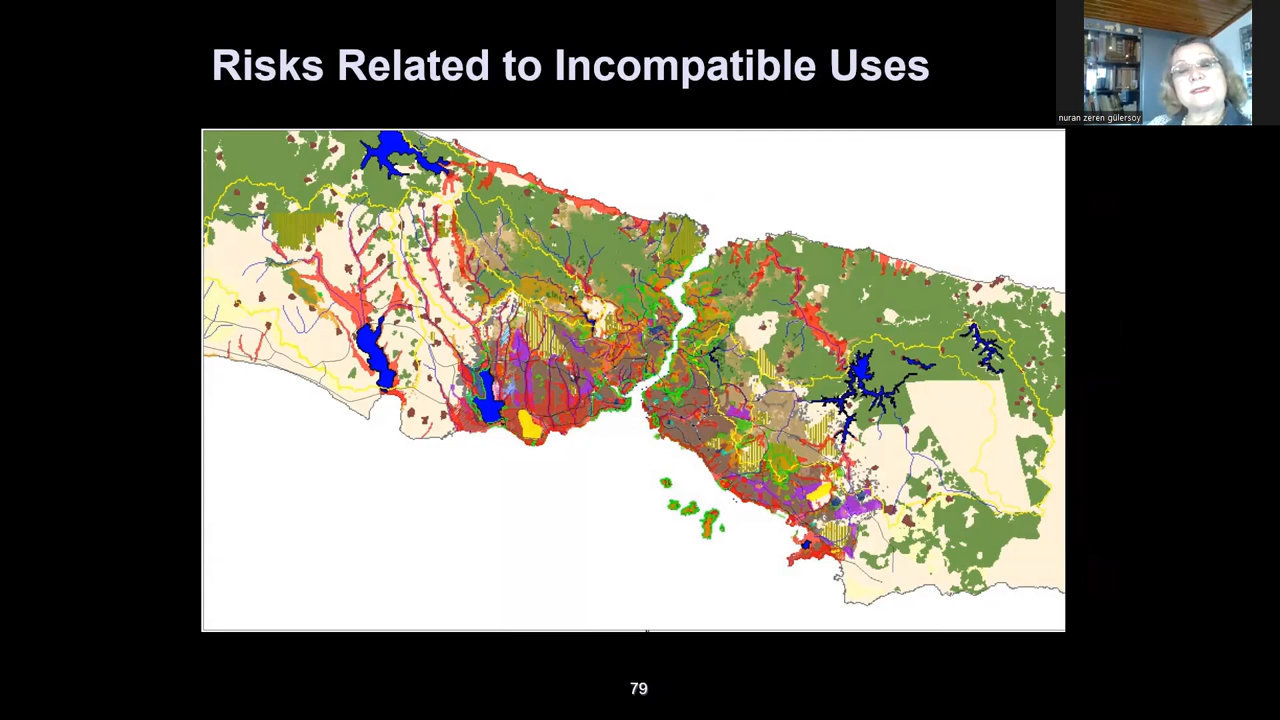 Risks Related to Incompatible Uses
nuran zeren gülersoy
79